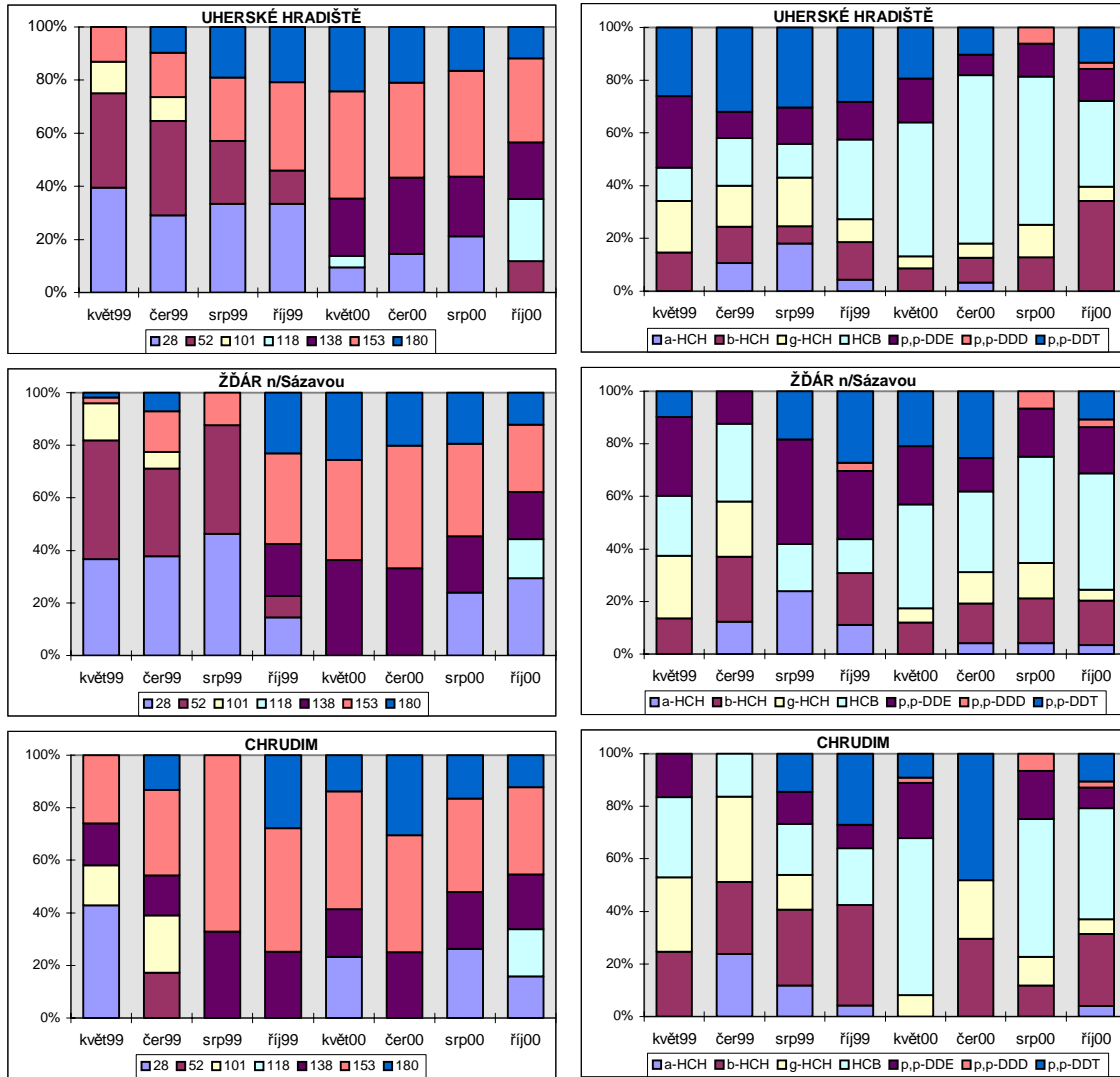 UHERSKÉ HRADIŠTĚ
100%
80%
60%
40%
20%
0%
květ99 čer99 srp99 říj99 květ00 čer00 srp00 říj00
28 52 101 118 138 153 180
UHERSKÉ HRADIŠTĚ
100%
80%
60%
40%
20%
0%
květ99 čer99 srp99 říj99 květ00 čer00 srp00 říj00
a-HCH b-HCH g-HCH HCB p,p-DDE p,p-DDD p,p-DDT
ŽĎÁR n/Sázavou
100%
80%
60%
40%
20%
0%
květ99 čer99 srp99 říj99 květ00 čer00 srp00 říj00
28 52 101 118 138 153 180
ŽĎÁR n/Sázavou
100%
80%
60%
40%
20%
0%
květ99 čer99 srp99 říj99 květ00 čer00 srp00 říj00
a-HCH b-HCH g-HCH HCB p,p-DDE p,p-DDD p,p-DDT
CHRUDIM
100%
80%
60%
40%
20%
0%
květ99 čer99 srp99 říj99 květ00 čer00 srp00 říj00
28 52 101 118 138 153 180
CHRUDIM
100%
80%
60%
40%
20%
0%
květ99 čer99 srp99 říj99 květ00 čer00 srp00 říj00
a-HCH b-HCH g-HCH HCB p,p-DDE p,p-DDD p,p-DDT